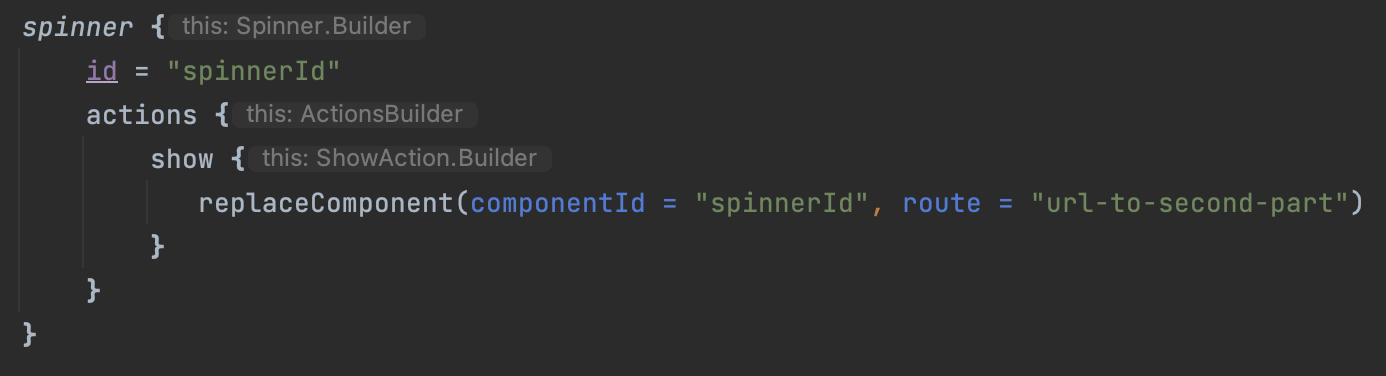 spinner { this: Spinner.Builder
id = "spinnerId"
actions { this: ActionsBuilder
show { this: ShowAction.Builder
replaceComponent(componentId = "spinnerId", route = "url-to-second-part")
}
}
}